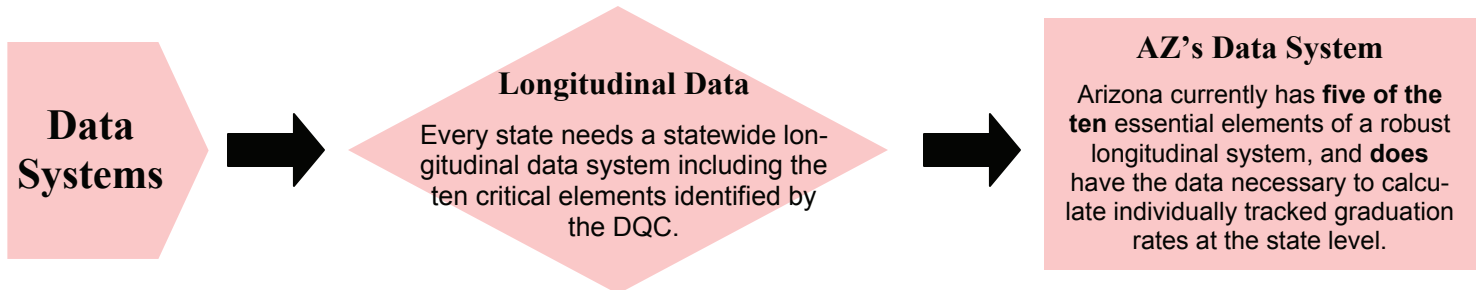 Data
Systems
Longitudinal Data
Every state needs a statewide lon-
gitudinal data system including the
ten critical elements identified by
the DQC.
AZ’s Data System
Arizona currently has five of the
ten essential elements of a robust
longitudinal system, and does
have the data necessary to calcu-
late individually tracked graduation
rates at the state level.